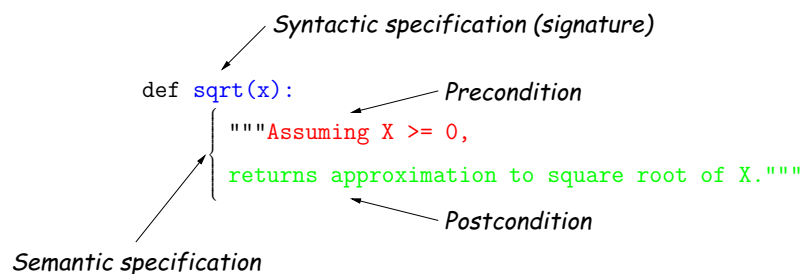 Syntactic specification (signature)
def sqrt(x):
Precondition
"""Assuming X >= 0,
returns approximation to square root of X."""
Postcondition
Semantic specification